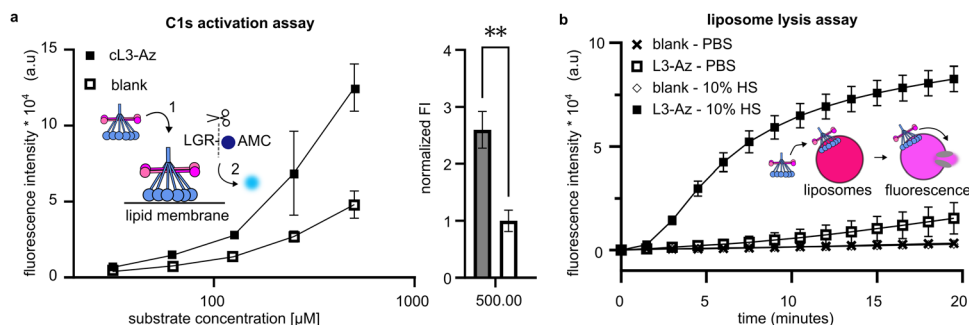 a
C1s activation assay
fluorescence intensity * 10⁴ (a.u)
15
10
5
0
cL3-Az
blank
1
LGR-
AMC
2
lipid membrane
100
1000
substrate concentration [µM]
normalized FI
4
3
2
1
0
**
500.00
b
liposome lysis assay
fluorescence intensity * 10⁴ (a.u)
10
5
0
blank - PBS
L3-Az - PBS
blank - 10% HS
L3-Az - 10% HS
liposomes
fluorescence
0
5
10
15
20
time (minutes)